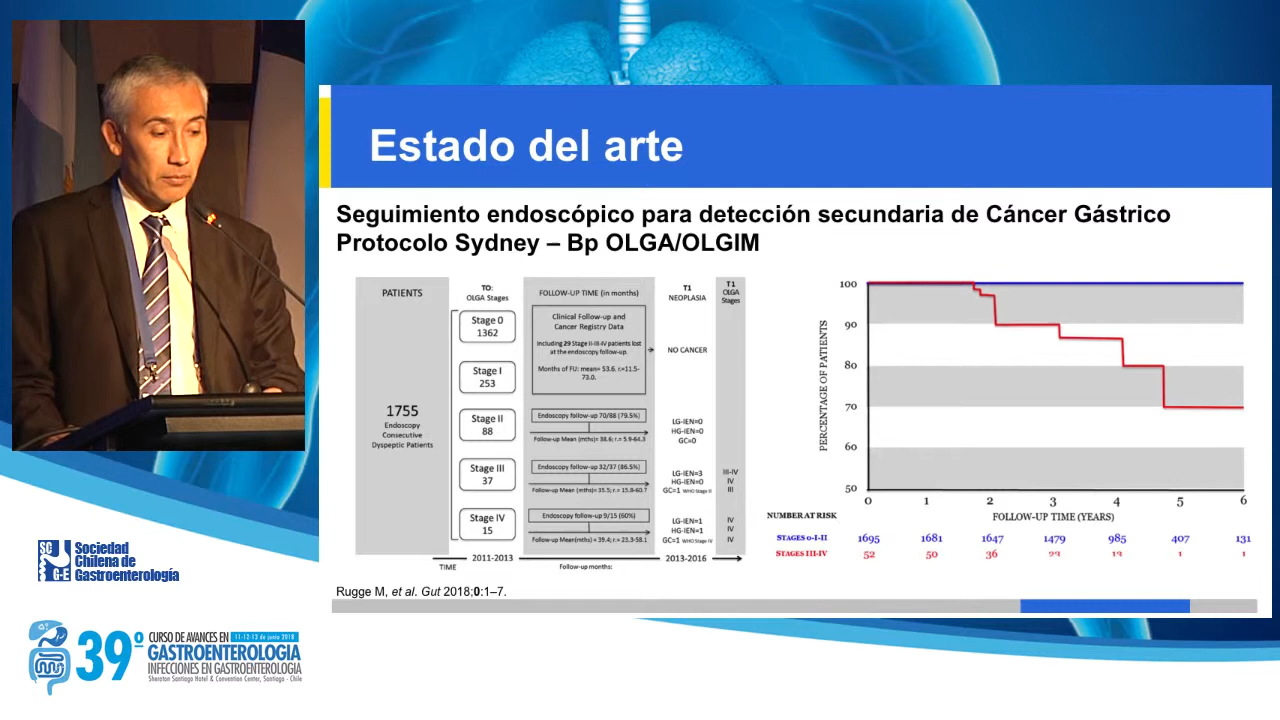 Estado del arte
Seguimiento endoscópico para detección secundaria de Cáncer Gástrico
Protocolo Sydney – Bp OLGA/OLGIM
PATIENTS
1755
Endoscopy
Consecutive
Dyspeptic Patients
TO:
OLGA Stages
Stage 0
1362
Stage I
253
Stage II
88
Stage III
37
Stage IV
15
FOLLOW-UP TIME (in months)
Clinical Follow-up and
Cancer Registry Data
Including 29 Stage II-III-IV patients lost
at the endoscopy follow-up.
Months of FU: mean= 53.6. r.=11.5-
73.0.
Endoscopy follow-up 70/88 (79.5%)
Follow-up Mean (mths)= 38.6; r.= 5.9-64.3
Endoscopy follow-up 32/37 (86.5%)
Follow-up Mean (mths)= 35.5; r.= 15.8-60.7
Endoscopy follow-up 9/15 (60%)
Follow-up Mean(mths)= 39.4; r.= 23.3-58.1
T1
NEOPLASIA
NO CANCER
LG-IEN=0
HG-IEN=0
GC=0
LG-IEN=3
HG-IEN=0
GC=1 WHO Stage II
LG-IEN=1
HG-IEN=1
GC=1 WHO Stage IV
T1
OLGA
Stages
III-IV
IV
III
IV
IV
IV
TIME
2011-2013
Follow-up months:
2013-2016
PERCENTAGE OF PATIENTS
100
90
80
70
60
50
0 1 2 3 4 5 6
FOLLOW-UP TIME (YEARS)
NUMBER AT RISK
STAGES 0-I-II 1695 1681 1647 1479 985 407 131
STAGES III-IV 52 50 36 23 13 1 1
Rugge M, et al. Gut 2018;0:1–7.
SCHGE
Sociedad
Chilena de
Gastroenterología
39º
CURSO DE AVANCES EN
11-12-13 de junio 2018
GASTROENTEROLOGIA
INFECCIONES EN GASTROENTEROLOGIA
Sheraton Santiago Hotel & Convention Center, Santiago - Chile